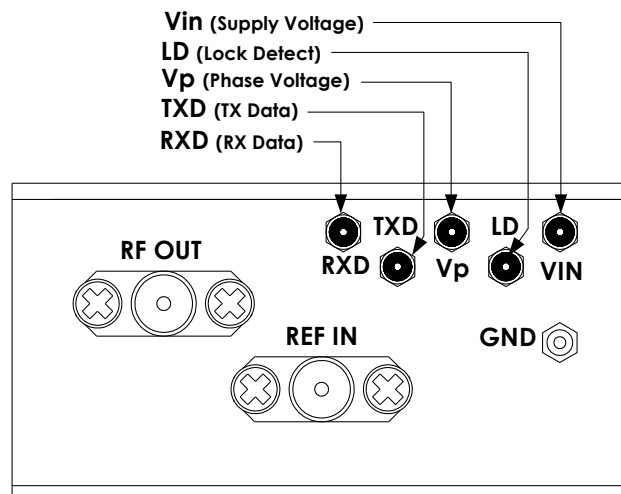 Vin (Supply Voltage)
LD (Lock Detect)
Vp (Phase Voltage)
TXD (TX Data)
RXD (RX Data)
TXD LD
RF OUT RXD Vp VIN
REF IN GND